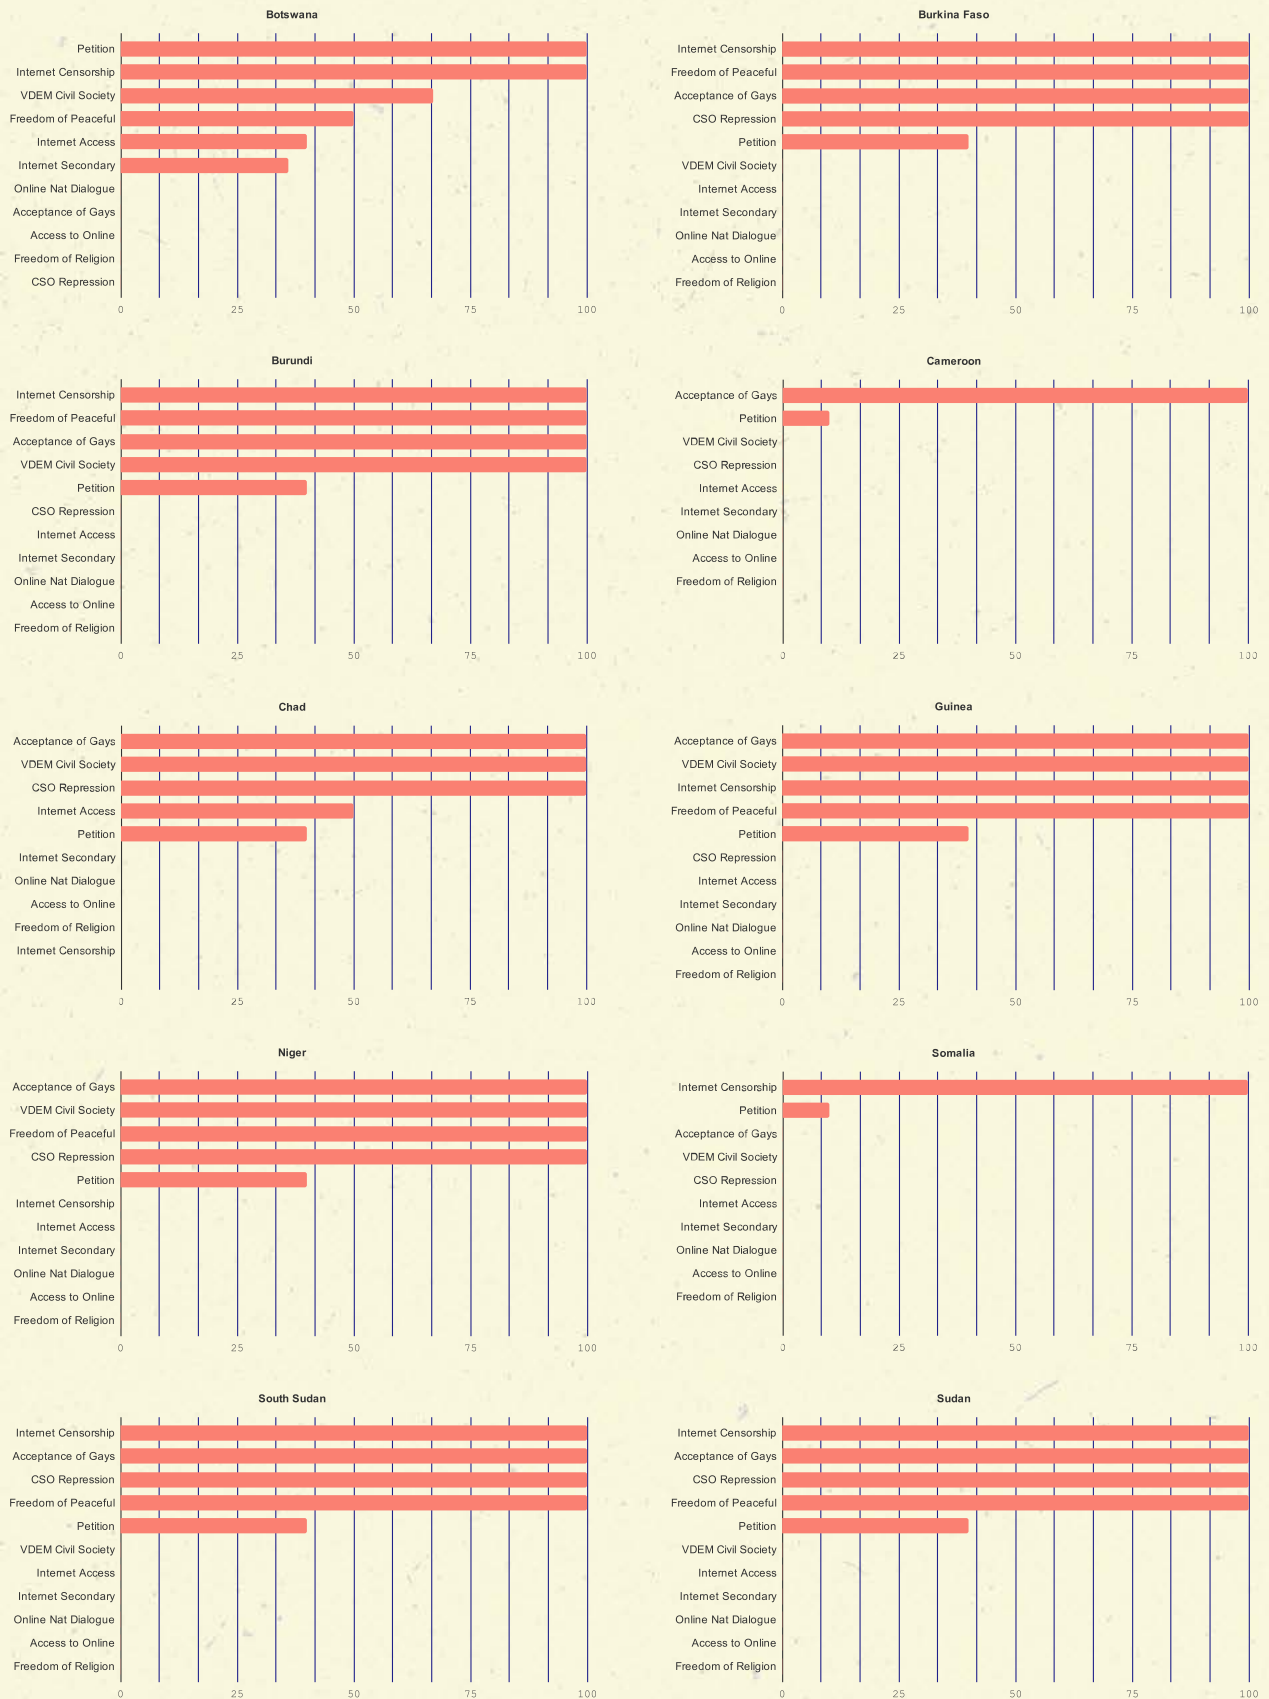 Botswana
Petition
Internet Censorship
VDEM Civil Society
Freedom of Peaceful
Internet Access
Internet Secondary
Online Nat Dialogue
Acceptance of Gays
Access to Online
Freedom of Religion
CSO Repression
0 25 50 75 100
Burkina Faso
Internet Censorship
Freedom of Peaceful
Acceptance of Gays
CSO Repression
Petition
VDEM Civil Society
Internet Access
Internet Secondary
Online Nat Dialogue
Access to Online
Freedom of Religion
0 25 50 75 100
Burundi
Internet Censorship
Freedom of Peaceful
Acceptance of Gays
VDEM Civil Society
Petition
CSO Repression
Internet Access
Internet Secondary
Online Nat Dialogue
Access to Online
Freedom of Religion
0 25 50 75 100
Cameroon
Acceptance of Gays
Petition
VDEM Civil Society
CSO Repression
Internet Access
Internet Secondary
Online Nat Dialogue
Access to Online
Freedom of Religion
0 25 50 75 100
Chad
Acceptance of Gays
VDEM Civil Society
CSO Repression
Internet Access
Petition
Internet Secondary
Online Nat Dialogue
Access to Online
Freedom of Religion
Internet Censorship
0 25 50 75 100
Guinea
Acceptance of Gays
VDEM Civil Society
Internet Censorship
Freedom of Peaceful
Petition
CSO Repression
Internet Access
Internet Secondary
Online Nat Dialogue
Access to Online
Freedom of Religion
0 25 50 75 100
Niger
Acceptance of Gays
VDEM Civil Society
Freedom of Peaceful
CSO Repression
Petition
Internet Censorship
Internet Access
Internet Secondary
Online Nat Dialogue
Access to Online
Freedom of Religion
0 25 50 75 100
Somalia
Internet Censorship
Petition
Acceptance of Gays
VDEM Civil Society
CSO Repression
Internet Access
Internet Secondary
Online Nat Dialogue
Access to Online
Freedom of Religion
0 25 50 75 100
South Sudan
Internet Censorship
Acceptance of Gays
CSO Repression
Freedom of Peaceful
Petition
VDEM Civil Society
Internet Access
Internet Secondary
Online Nat Dialogue
Access to Online
Freedom of Religion
0 25 50 75 100
Sudan
Internet Censorship
Acceptance of Gays
CSO Repression
Freedom of Peaceful
Petition
VDEM Civil Society
Internet Access
Internet Secondary
Online Nat Dialogue
Access to Online
Freedom of Religion
0 25 50 75 100